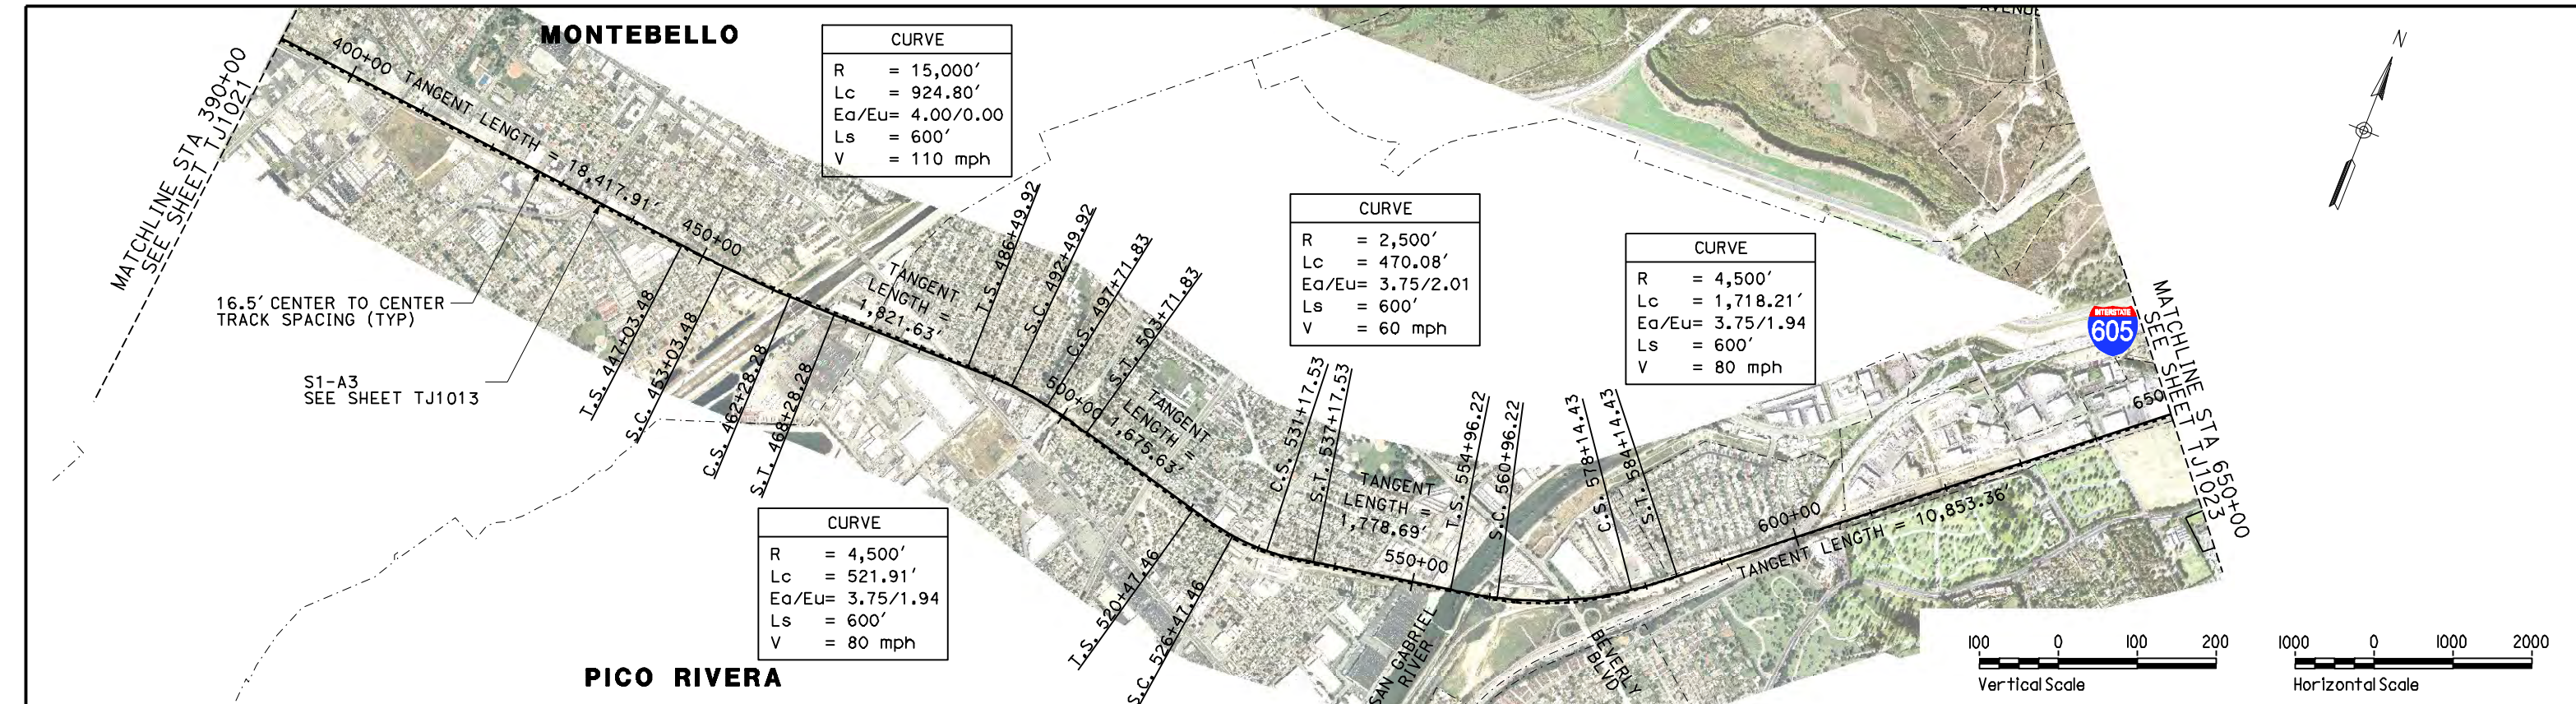 MONTEBELLO
AVENUE
N
MATCHLINE STA 390+00
SEE SHEET TJ1021
400+00
TANGENT LENGTH = 18,417.91′
450+00
CURVE
R = 15,000′
Lc = 924.80′
Ea/Eu= 4.00/0.00
Ls = 600′
V = 110 mph
16.5′ CENTER TO CENTER
TRACK SPACING (TYP)
S1-A3
SEE SHEET TJ1013
T.S. 447+03.48
S.C. 453+03.48
C.S. 462+28.28
S.T. 468+28.28
TANGENT
LENGTH =
1,821.63′
T.S. 486+49.92
S.C. 492+49.92
C.S. 497+71.83
S.T. 503+71.83
500+00
TANGENT
LENGTH =
1,675.63′
CURVE
R = 4,500′
Lc = 521.91′
Ea/Eu= 3.75/1.94
Ls = 600′
V = 80 mph
PICO RIVERA
T.S. 520+47.46
S.C. 526+47.46
CURVE
R = 2,500′
Lc = 470.08′
Ea/Eu= 3.75/2.01
Ls = 600′
V = 60 mph
C.S. 531+17.53
S.T. 537+17.53
TANGENT
LENGTH =
1,778.69′
550+00
T.S. 554+96.22
S.C. 560+96.22
C.S. 578+14.43
S.T. 584+14.43
SAN GABRIEL
RIVER
BEVERLY
BLVD
CURVE
R = 4,500′
Lc = 1,718.21′
Ea/Eu= 3.75/1.94
Ls = 600′
V = 80 mph
600+00
TANGENT LENGTH = 10,853.36′
INTERSTATE
605
650
MATCHLINE STA 650+00
SEE SHEET TJ1023
100 0 100 200
Vertical Scale
1000 0 1000 2000
Horizontal Scale